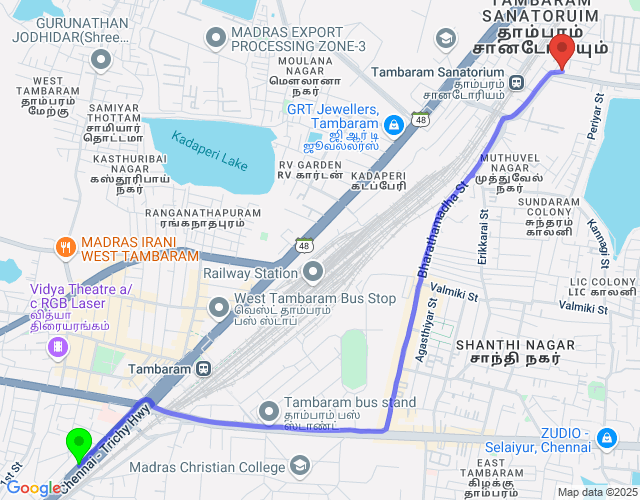 GURUNATHAN
JODHIDAR(Shree...
MADRAS EXPORT
PROCESSING ZONE-3
TAMBARAM
SANATORUIM
தாம்பரம்
சானடோரியம்
MOULANA
NAGAR
மௌலானா
நகர்
Tambaram Sanatorium
தாம்பரம்
சானடோரியம்
WEST
TAMBARAM
தாம்பரம்
மேற்கு
SAMIYAR
THOTTAM
சாமியார்
தொட்டம்
Kadaperi Lake
GRT Jewellers,
Tambaram
ஜி ஆர் டி
ஜுவல்லர்ஸ்
48
Periyar St
KASTHURIBAI
NAGAR
கஸ்தூரிபாய்
நகர்
RV GARDEN
RV கார்டன்
KADAPERI
கடப்பேரி
MUTHUVEL
NAGAR
முத்துவேல்
நகர்
RANGANATHAPURAM
ரங்கநாதபுரம்
Bharathamadha St
Erikkarai St
SUNDARAM
COLONY
சுந்தரம்
காலனி
Kannagi St
MADRAS IRANI
WEST TAMBARAM
48
Railway Station
Vidya Theatre a/
c RGB Laser
வித்யா
திரையரங்கம்
West Tambaram Bus Stop
வெஸ்ட் தாம்பரம்
பஸ் ஸ்டாப்
Valmiki St
LIC COLONY
LIC காலனி
Valmiki St
Agasthiyar St
SHANTHI NAGAR
சாந்தி நகர்
Tambaram
Tambaram bus stand
தாம்பரம் பஸ்
ஸ்டாண்ட்
Chennai - Trichy Hwy
1st St
Madras Christian College
ZUDIO -
Selaiyur, Chennai
EAST
TAMBARAM
கிழக்கு
தாம்பரம்
Google
Map data ©2025